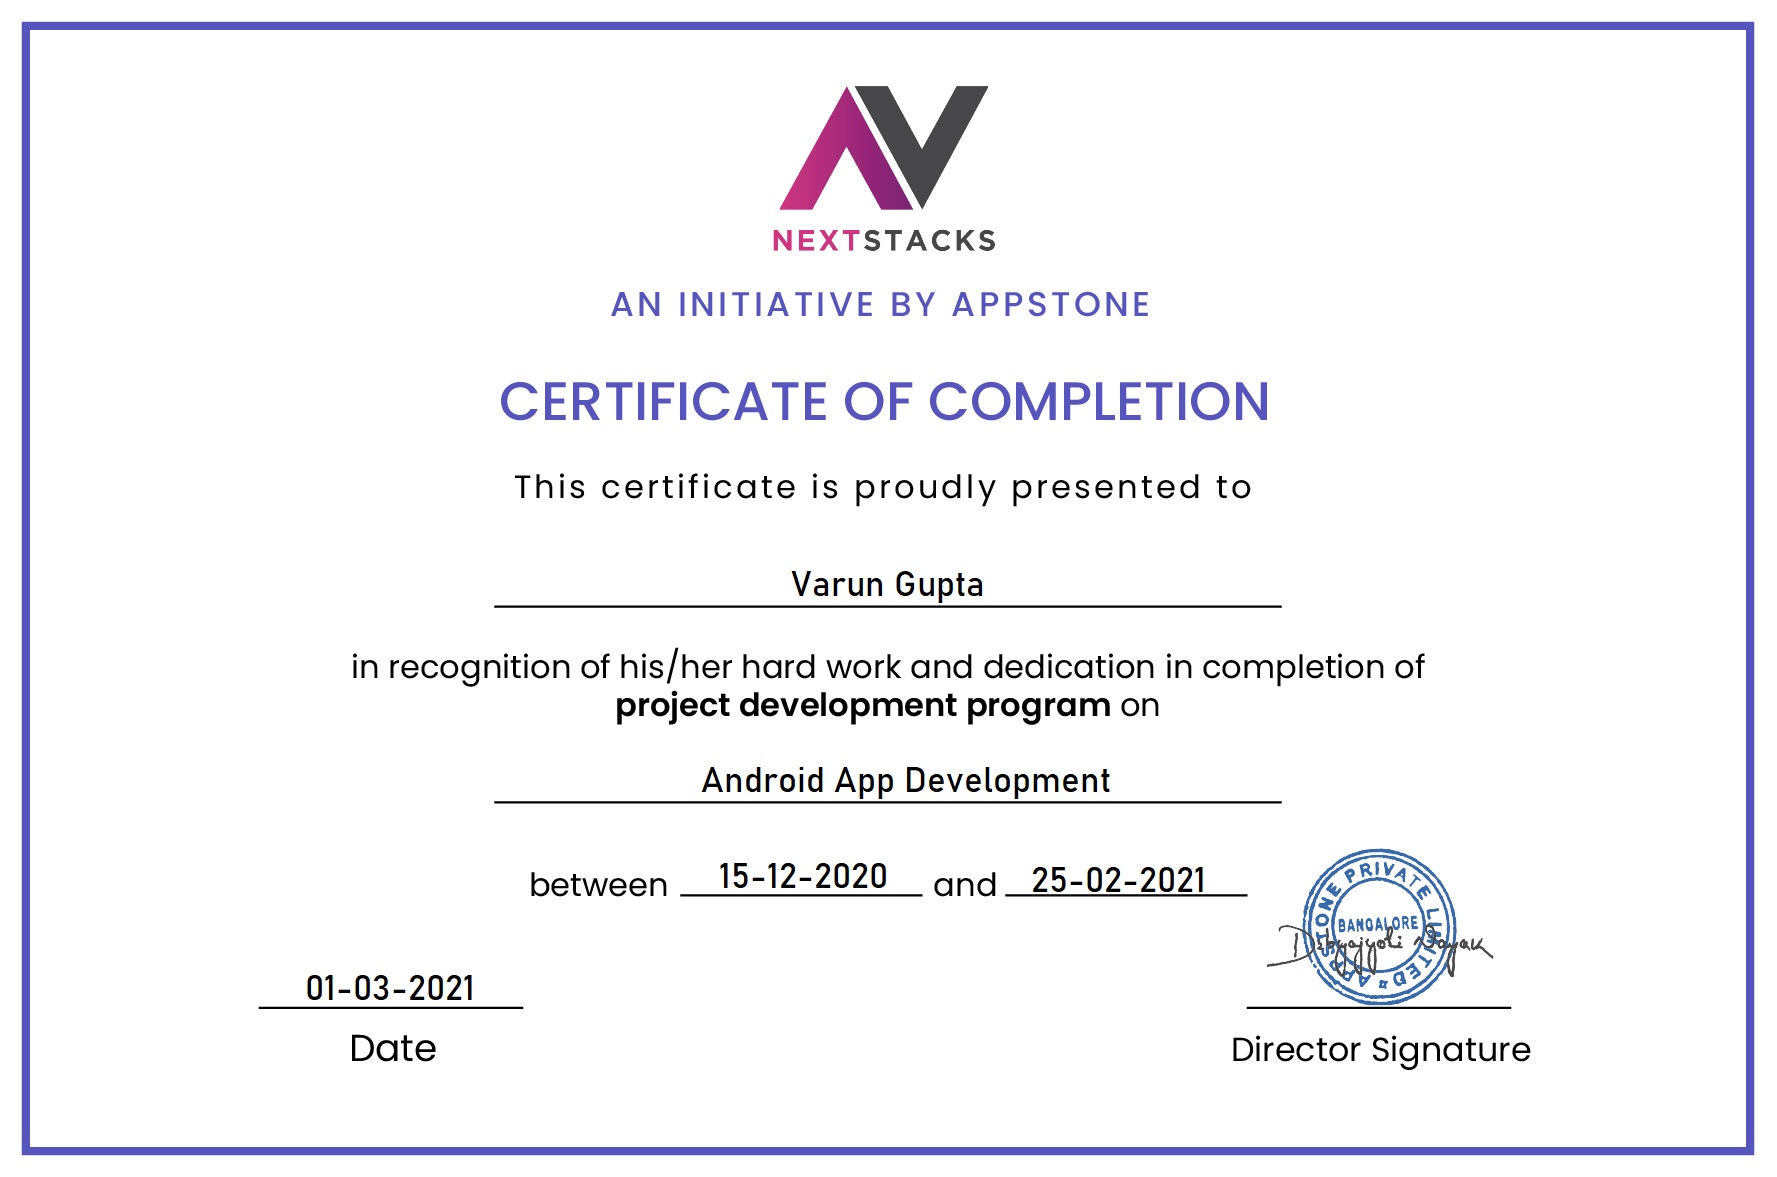 NEXTSTACKS
AN INITIATIVE BY APPSTONE
CERTIFICATE OF COMPLETION
This certificate is proudly presented to
Varun Gupta
in recognition of his/her hard work and dedication in completion of
project development program on
Android App Development
between 15-12-2020 and 25-02-2021
APPSTONE PRIVATE LIMITED
BANGALORE
Dibyajyoti Nayak
01-03-2021
Date
Director Signature